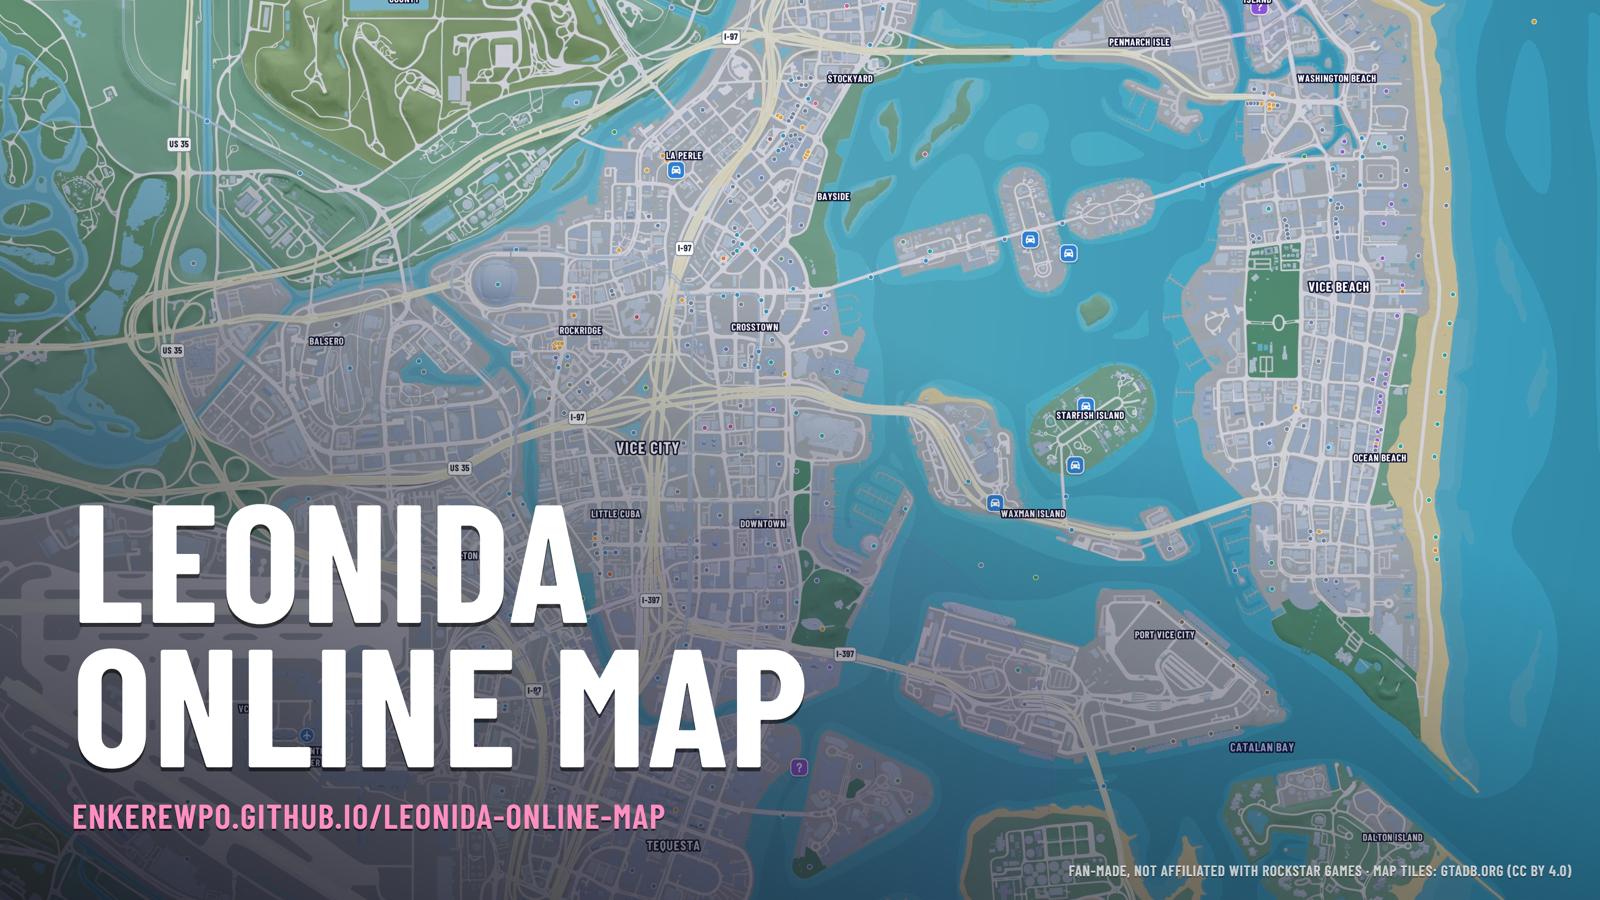 COUNTY
ISLAND
I-97
PENMARCH ISLE
STOCKYARD
WASHINGTON BEACH
US 35
LA PERLE
BAYSIDE
I-97
VICE BEACH
CROSSTOWN
ROCKRIDGE
BALSERO
US 35
STARFISH ISLAND
I-97
VICE CITY
OCEAN BEACH
US 35
LITTLE CUBA
DOWNTOWN
WAXMAN ISLAND
LEONIDA
I-397
PORT VICE CITY
I-397
ONLINE MAP
CATALAN BAY
?
ENKEREWPO.GITHUB.IO/LEONIDA-ONLINE-MAP
DALTON ISLAND
TEQUESTA
FAN-MADE, NOT AFFILIATED WITH ROCKSTAR GAMES · MAP TILES: GTADB.ORG (CC BY 4.0)